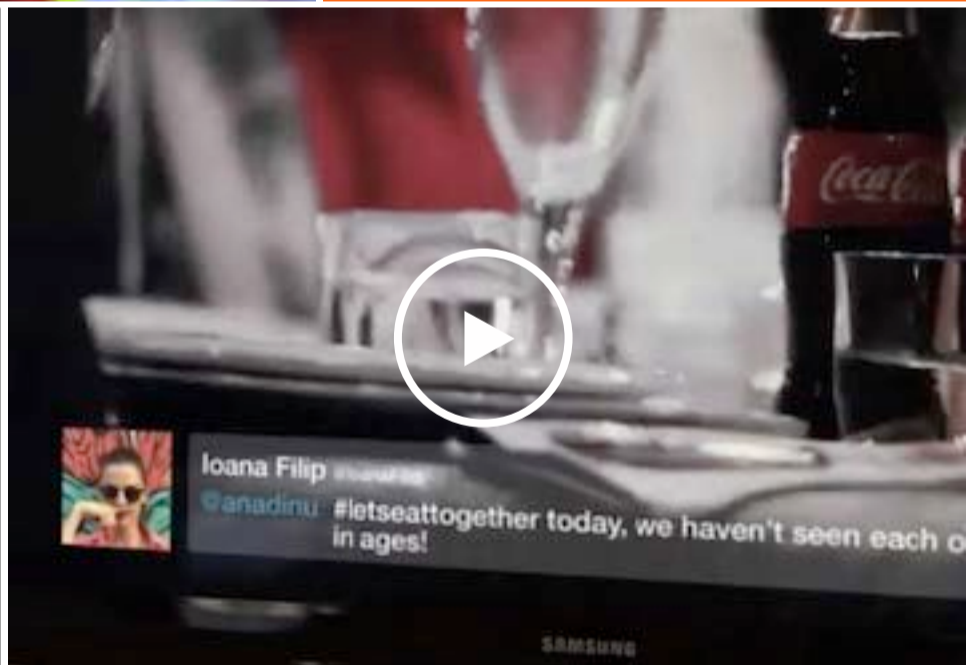 Coca-Cola
Ioana Filip
@anadinu #letseattogether today, we haven't seen each o
in ages!
SAMSUNG